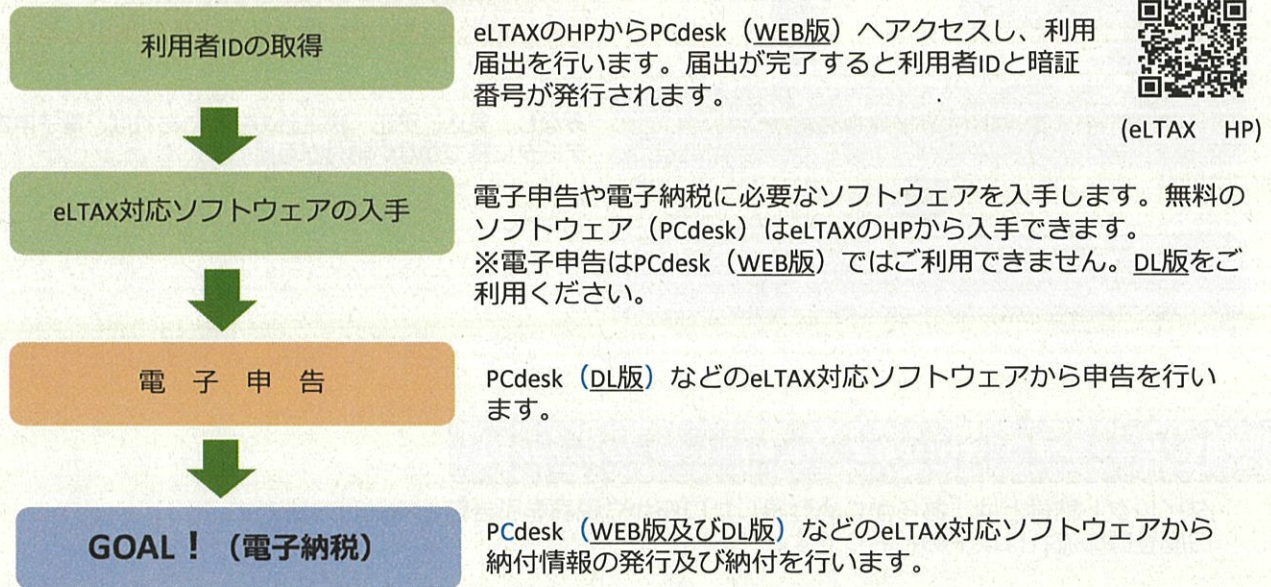 利用者IDの取得
eLTAXのHPからPCdesk（WEB版）へアクセスし、利用
届出を行います。届出が完了すると利用者IDと暗証
番号が発行されます。
(eLTAX HP)
eLTAX対応ソフトウェアの入手
電子申告や電子納税に必要なソフトウェアを入手します。無料の
ソフトウェア（PCdesk）はeLTAXのHPから入手できます。
※電子申告はPCdesk（WEB版）ではご利用できません。DL版をご
利用ください。
電 子 申 告
PCdesk（DL版）などのeLTAX対応ソフトウェアから申告を行い
ます。
GOAL！（電子納税）
PCdesk（WEB版及びDL版）などのeLTAX対応ソフトウェアから
納付情報の発行及び納付を行います。